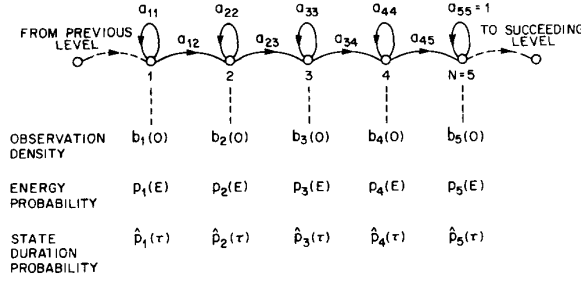 a11 a22 a33 a44 a55 = 1
FROM PREVIOUS LEVEL
TO SUCCEEDING LEVEL
a12 a23 a34 a45
1 2 3 4 N=5
OBSERVATION DENSITY b1(O) b2(O) b3(O) b4(O) b5(O)
ENERGY PROBABILITY p1(E) p2(E) p3(E) p4(E) p5(E)
STATE DURATION PROBABILITY p̂1(τ) p̂2(τ) p̂3(τ) p̂4(τ) p̂5(τ)